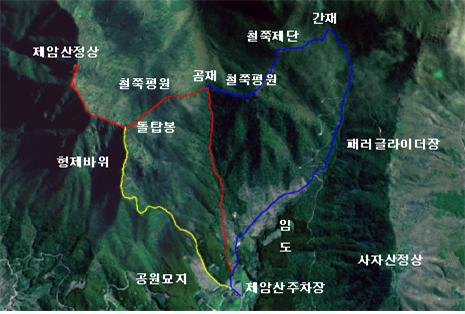 간재
철쭉제단
제암산정상
곰재
철쭉평원
철쭉평원
돌탑봉
패러글라이더장
형제바위
임
도
사자산정상
공원묘지
제암산주차장